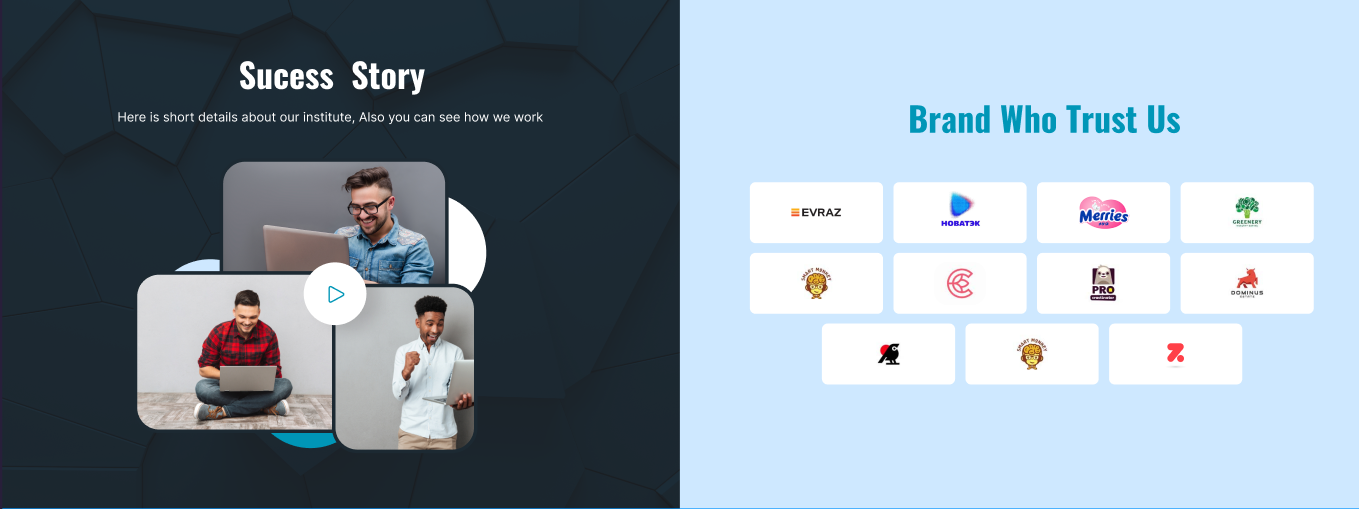 Sucess Story
Here is short details about our institute, Also you can see how we work
Brand Who Trust Us
EVRAZ
НОВАТЭК
Merries
GREENERY
SMART MONKEY
PRO
DOMINUS
SMART MONKEY